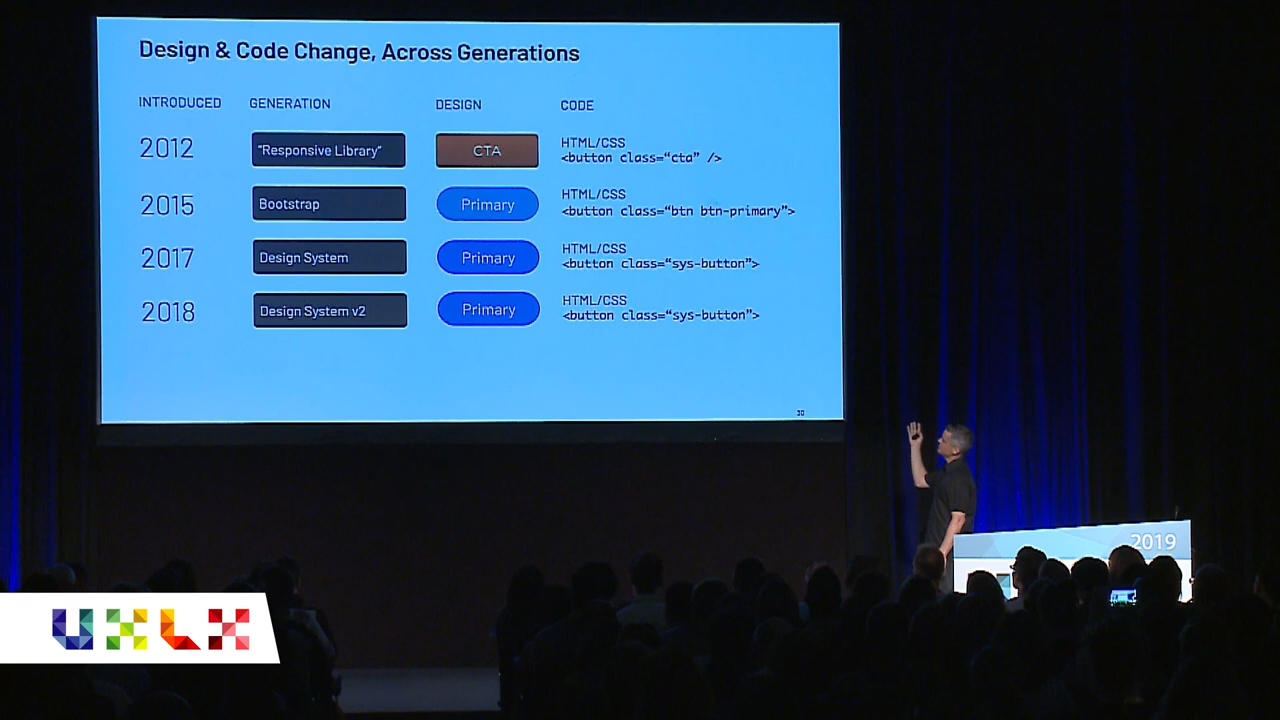 Design & Code Change, Across Generations
INTRODUCED GENERATION DESIGN CODE
2012 “Responsive Library” CTA HTML/CSS
<button class=“cta” />
2015 Bootstrap Primary HTML/CSS
<button class=“btn btn-primary”>
2017 Design System Primary HTML/CSS
<button class=“sys-button”>
2018 Design System v2 Primary HTML/CSS
<button class=“sys-button”>
30
2019
UXLX